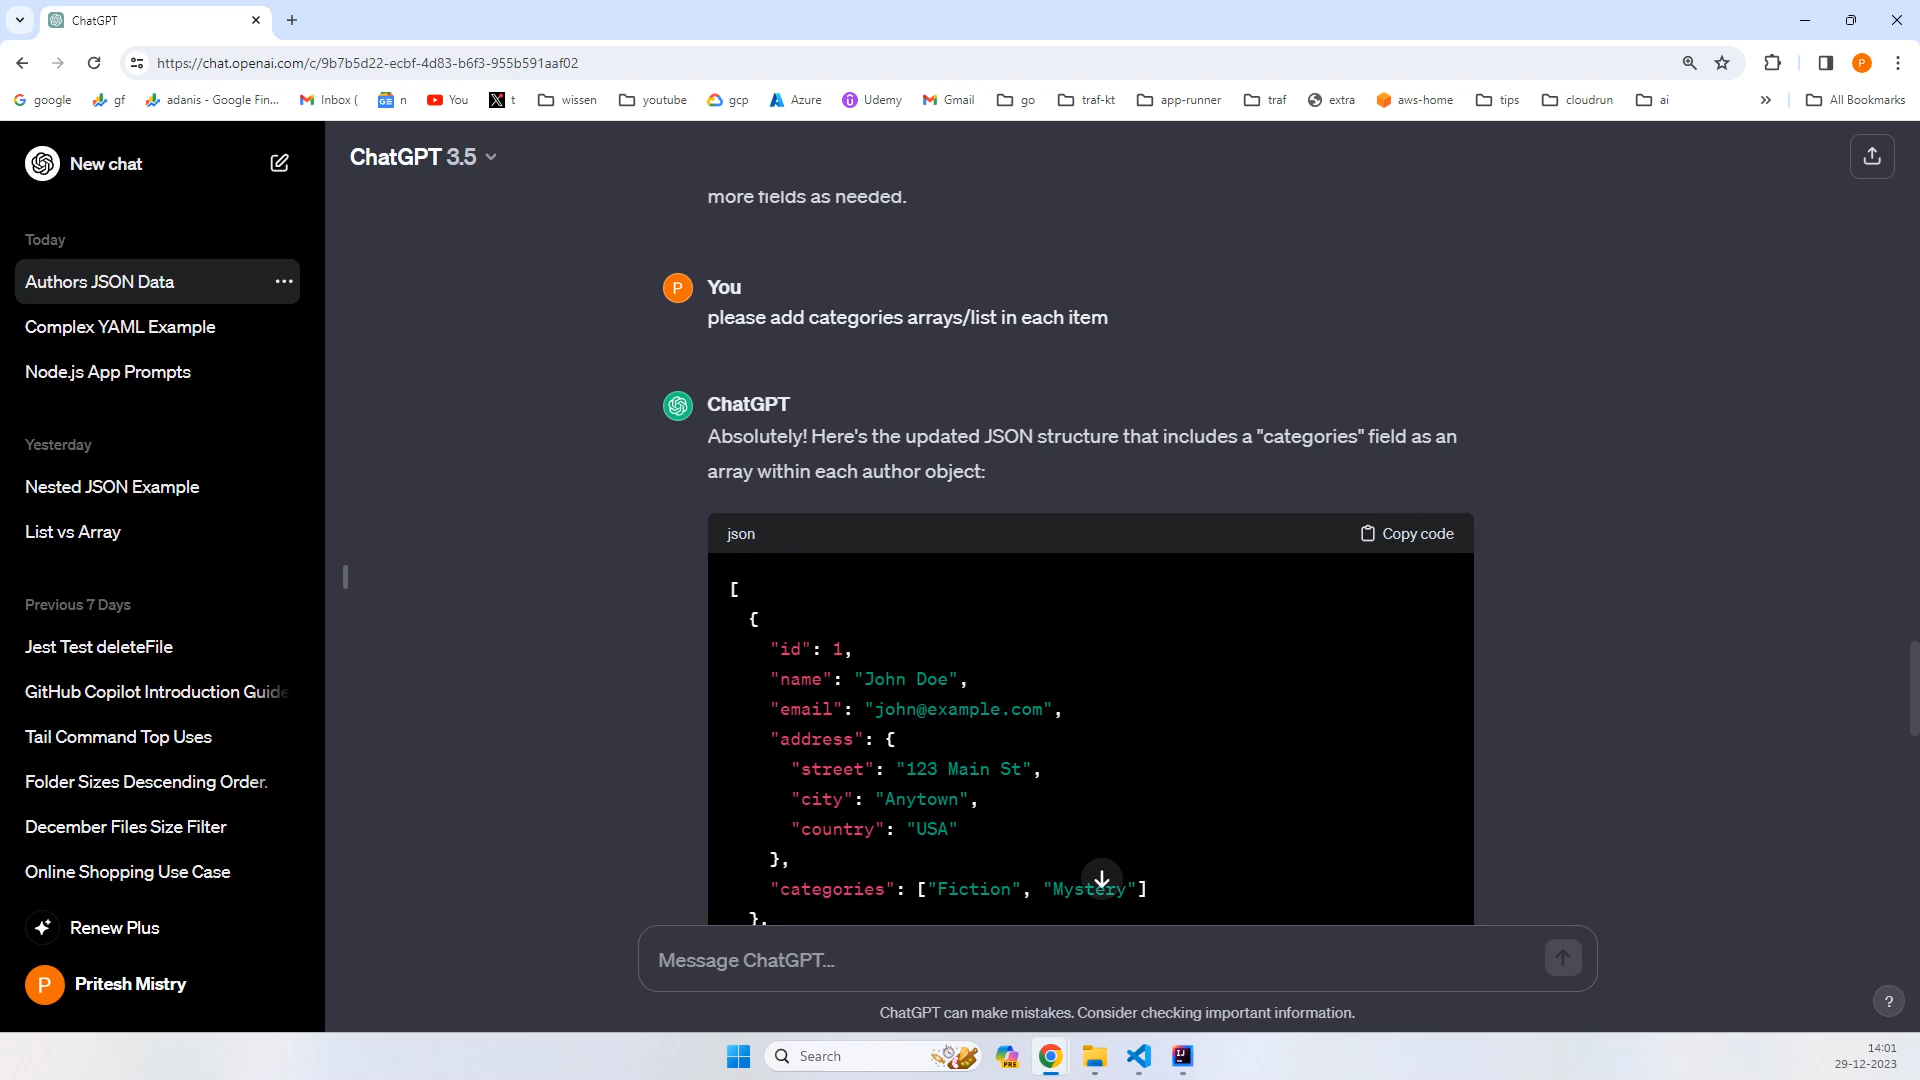 ChatGPT
https://chat.openai.com/c/9b7b5d22-ecbf-4d83-b6f3-955b591aaf02
google gf adanis - Google Fin... Inbox ( n You t wissen youtube gcp Azure Udemy Gmail go traf-kt app-runner traf extra aws-home tips cloudrun ai All Bookmarks
New chat
ChatGPT 3.5
more fields as needed.
Today
Authors JSON Data
Complex YAML Example
Node.js App Prompts
Yesterday
Nested JSON Example
List vs Array
Previous 7 Days
Jest Test deleteFile
GitHub Copilot Introduction Guide
Tail Command Top Uses
Folder Sizes Descending Order.
December Files Size Filter
Online Shopping Use Case
Renew Plus
P Pritesh Mistry
P You
please add categories arrays/list in each item
ChatGPT
Absolutely! Here's the updated JSON structure that includes a "categories" field as an
array within each author object:
json Copy code
[
{
"id": 1,
"name": "John Doe",
"email": "john@example.com",
"address": {
"street": "123 Main St",
"city": "Anytown",
"country": "USA"
},
"categories": ["Fiction", "Mystery"]
},
Message ChatGPT...
ChatGPT can make mistakes. Consider checking important information.
?
Search
PRE
IJ
14:01
29-12-2023